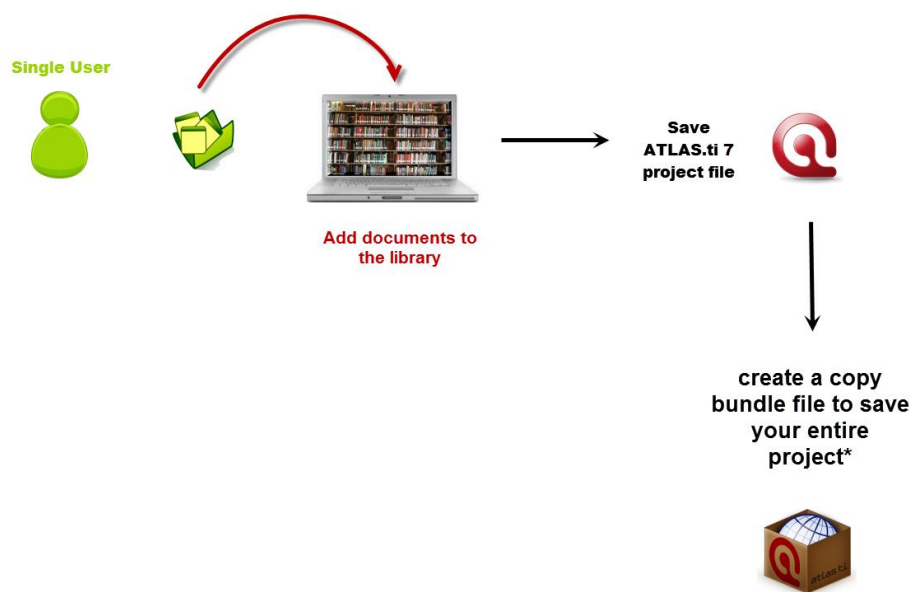 Single User
Add documents to
the library
Save
ATLAS.ti 7
project file
create a copy
bundle file to save
your entire
project*
atlas ti